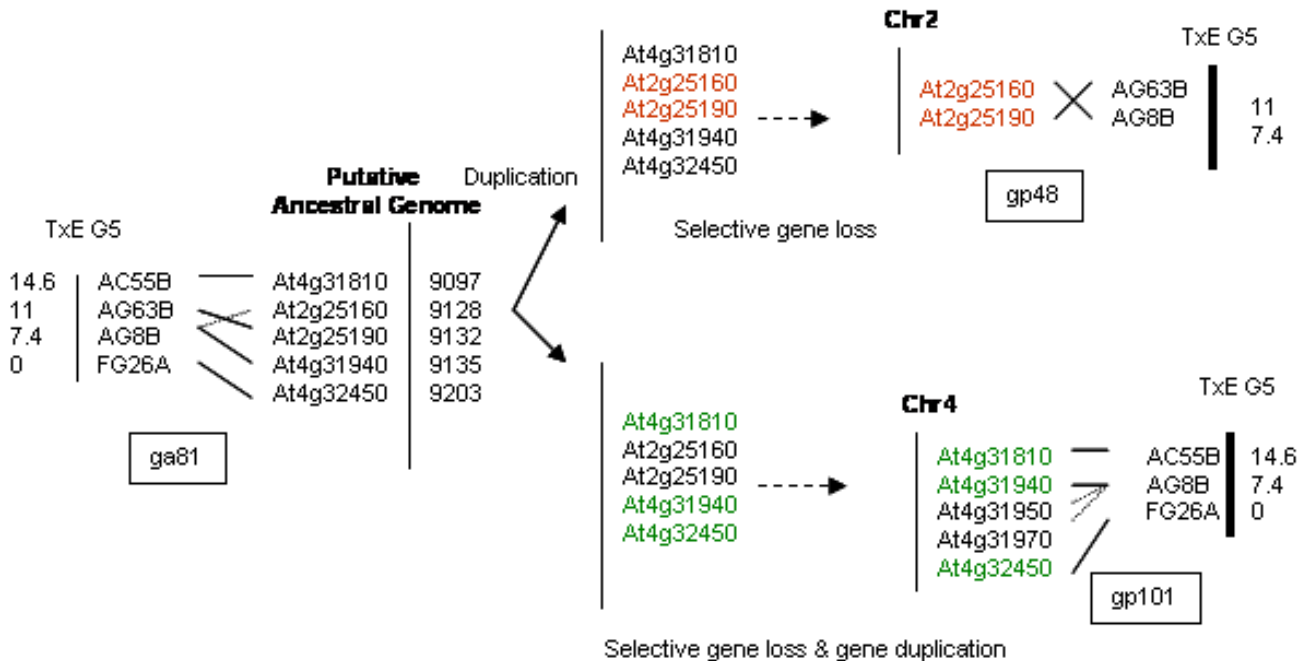 TxE G5
14.6 AC55B
11 AG63B
7.4 AG8B
0 FG26A
ga81
Putative
Ancestral Genome
At4g31810 9097
At2g25160 9128
At2g25190 9132
At4g31940 9135
At4g32450 9203
Duplication
At4g31810
At2g25160
At2g25190
At4g31940
At4g32450
Selective gene loss
Chr2
TxE G5
At2g25160 AG63B 11
At2g25190 AG8B 7.4
gp48
At4g31810
At2g25160
At2g25190
At4g31940
At4g32450
Chr4
TxE G5
At4g31810 AC55B 14.6
At4g31940 AG8B 7.4
At4g31950 FG26A 0
At4g31970
At4g32450
gp101
Selective gene loss & gene duplication